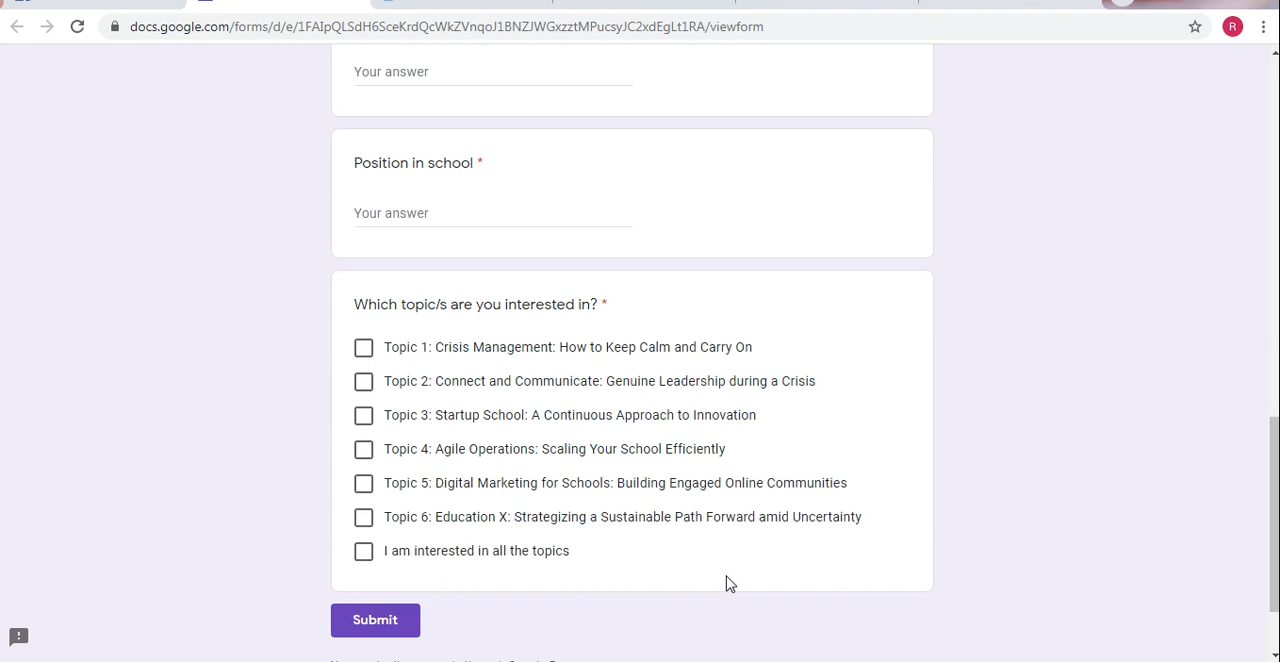 docs.google.com/forms/d/e/1FAIpQLSdH6SceKrdQcWkZVnqoJ1BNZJWGxzztMPucsyJC2xdEgLt1RA/viewform
R
Your answer
Position in school *
Your answer
Which topic/s are you interested in? *
Topic 1: Crisis Management: How to Keep Calm and Carry On
Topic 2: Connect and Communicate: Genuine Leadership during a Crisis
Topic 3: Startup School: A Continuous Approach to Innovation
Topic 4: Agile Operations: Scaling Your School Efficiently
Topic 5: Digital Marketing for Schools: Building Engaged Online Communities
Topic 6: Education X: Strategizing a Sustainable Path Forward amid Uncertainty
I am interested in all the topics
Submit